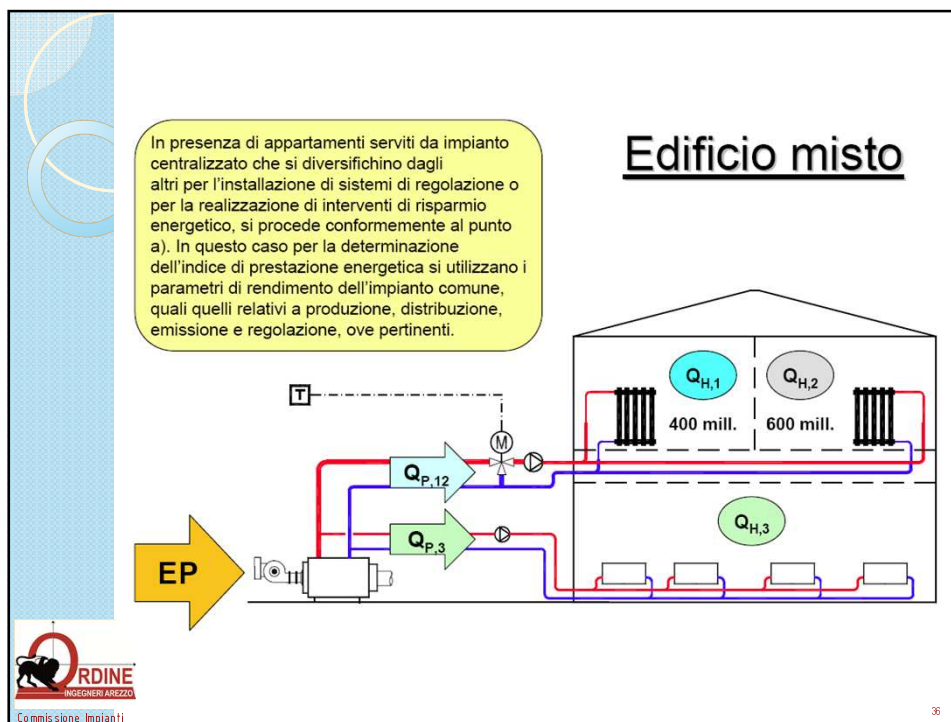 Edificio misto
In presenza di appartamenti serviti da impianto
centralizzato che si diversifichino dagli
altri per l'installazione di sistemi di regolazione o
per la realizzazione di interventi di risparmio
energetico, si procede conformemente al punto
a). In questo caso per la determinazione
dell'indice di prestazione energetica si utilizzano i
parametri di rendimento dell'impianto comune,
quali quelli relativi a produzione, distribuzione,
emissione e regolazione, ove pertinenti.
QH,1
QH,2
400 mill.
600 mill.
T
M
QP,12
QP,3
QH,3
EP
ORDINE
INGEGNERI AREZZO
Commissione Impianti
36